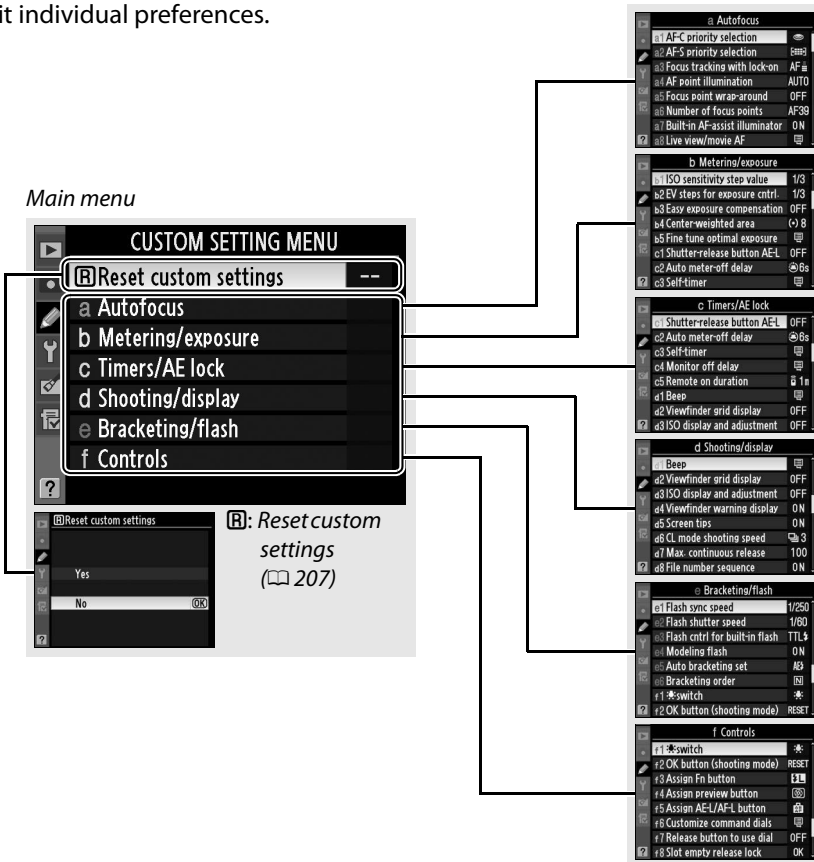 it individual preferences.
Main menu
CUSTOM SETTING MENU
R Reset custom settings --
a Autofocus
b Metering/exposure
c Timers/AE lock
d Shooting/display
e Bracketing/flash
f Controls
?
R Reset custom settings
Yes
No OK
?
R: Reset custom
settings
(207)
a Autofocus
a1 AF-C priority selection
a2 AF-S priority selection
a3 Focus tracking with lock-on AF
a4 AF point illumination AUTO
a5 Focus point wrap-around OFF
a6 Number of focus points AF39
a7 Built-in AF-assist illuminator ON
a8 Live view/movie AF
?
b Metering/exposure
b1 ISO sensitivity step value 1/3
b2 EV steps for exposure cntrl. 1/3
b3 Easy exposure compensation OFF
b4 Center-weighted area (•) 8
b5 Fine tune optimal exposure
c1 Shutter-release button AE-L OFF
c2 Auto meter-off delay 6s
c3 Self-timer
?
c Timers/AE lock
c1 Shutter-release button AE-L OFF
c2 Auto meter-off delay 6s
c3 Self-timer
c4 Monitor off delay
c5 Remote on duration 1m
d1 Beep
d2 Viewfinder grid display OFF
d3 ISO display and adjustment OFF
?
d Shooting/display
d1 Beep
d2 Viewfinder grid display OFF
d3 ISO display and adjustment OFF
d4 Viewfinder warning display ON
d5 Screen tips ON
d6 CL mode shooting speed 3
d7 Max. continuous release 100
d8 File number sequence ON
?
e Bracketing/flash
e1 Flash sync speed 1/250
e2 Flash shutter speed 1/60
e3 Flash cntrl for built-in flash TTL
e4 Modeling flash ON
e5 Auto bracketing set AE
e6 Bracketing order N
f1 switch
f2 OK button (shooting mode) RESET
?
f Controls
f1 switch
f2 OK button (shooting mode) RESET
f3 Assign Fn button L
f4 Assign preview button
f5 Assign AE-L/AF-L button
f6 Customize command dials
f7 Release button to use dial OFF
f8 Slot empty release lock OK
?